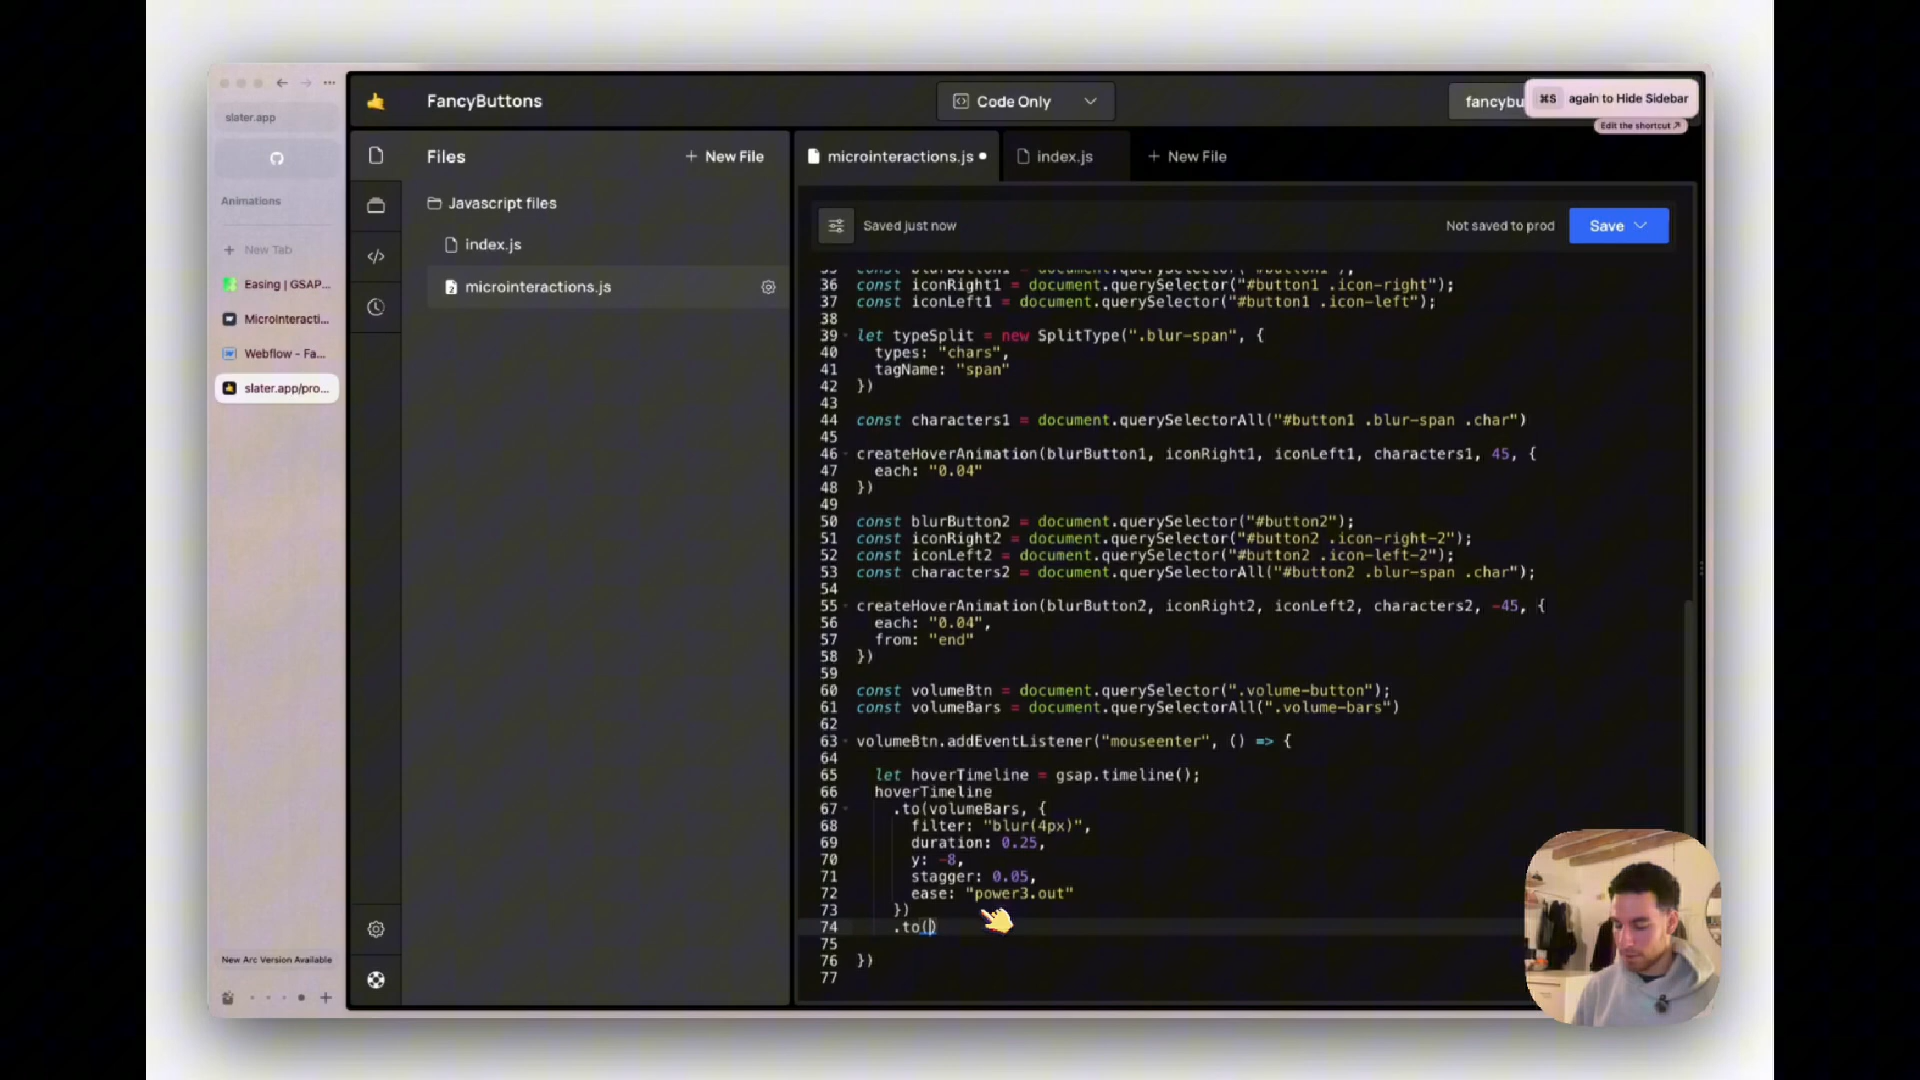 slater.app
Animations
New Tab
Easing | GSAP...
MicroInteracti...
Webflow - Fa...
slater.app/pro...
New Arc Version Available
FancyButtons
Code Only
fancybu
⌘S again to Hide Sidebar
Edit the shortcut ↗
Files
+ New File
Javascript files
index.js
microinteractions.js
microinteractions.js ●
index.js
+ New File
Saved just now
Not saved to prod
Save
36 const iconRight1 = document.querySelector("#button1 .icon-right");
37 const iconLeft1 = document.querySelector("#button1 .icon-left");
38
39 let typeSplit = new SplitType(".blur-span", {
40 types: "chars",
41 tagName: "span"
42 })
43
44 const characters1 = document.querySelectorAll("#button1 .blur-span .char")
45
46 createHoverAnimation(blurButton1, iconRight1, iconLeft1, characters1, 45, {
47 each: "0.04"
48 })
49
50 const blurButton2 = document.querySelector("#button2");
51 const iconRight2 = document.querySelector("#button2 .icon-right-2");
52 const iconLeft2 = document.querySelector("#button2 .icon-left-2");
53 const characters2 = document.querySelectorAll("#button2 .blur-span .char");
54
55 createHoverAnimation(blurButton2, iconRight2, iconLeft2, characters2, -45, {
56 each: "0.04",
57 from: "end"
58 })
59
60 const volumeBtn = document.querySelector(".volume-button");
61 const volumeBars = document.querySelectorAll(".volume-bars")
62
63 volumeBtn.addEventListener("mouseenter", () => {
64
65 let hoverTimeline = gsap.timeline();
66 hoverTimeline
67 .to(volumeBars, {
68 filter: "blur(4px)",
69 duration: 0.25,
70 y: -8,
71 stagger: 0.05,
72 ease: "power3.out"
73 })
74 .to()
75
76 })
77